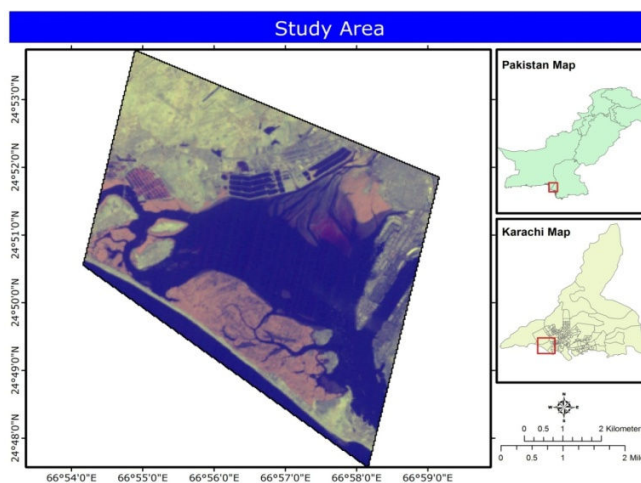 Study Area
24°53'0"N
24°52'0"N
24°51'0"N
24°50'0"N
24°49'0"N
24°48'0"N
66°54'0"E 66°55'0"E 66°56'0"E 66°57'0"E 66°58'0"E 66°59'0"E
Pakistan Map
Karachi Map
0 0.5 1 2 Kilometer
0 0.5 1 2 Mil